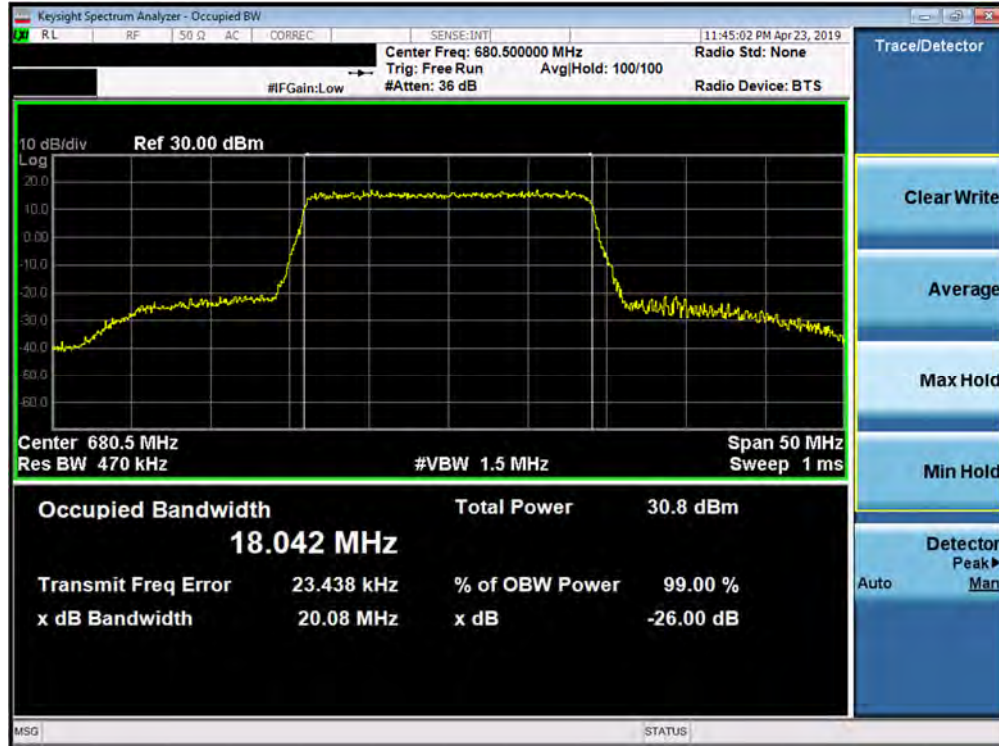 Keysight Spectrum Analyzer - Occupied BW
LXI RL RF 50 Ω AC CORREC SENSE:INT 11:45:02 PM Apr 23, 2019
Center Freq: 680.500000 MHz Radio Std: None
Trig: Free Run Avg|Hold: 100/100
#IFGain:Low #Atten: 36 dB Radio Device: BTS
Trace/Detector
10 dB/div Ref 30.00 dBm
Log
20.0
10.0
0.00
-10.0
-20.0
-30.0
-40.0
-50.0
-60.0
Center 680.5 MHz Span 50 MHz
Res BW 470 kHz #VBW 1.5 MHz Sweep 1 ms
Occupied Bandwidth Total Power 30.8 dBm
18.042 MHz
Transmit Freq Error 23.438 kHz % of OBW Power 99.00 %
x dB Bandwidth 20.08 MHz x dB -26.00 dB
Clear Write
Average
Max Hold
Min Hold
Detector
Peak▶
Auto Man
MSG STATUS